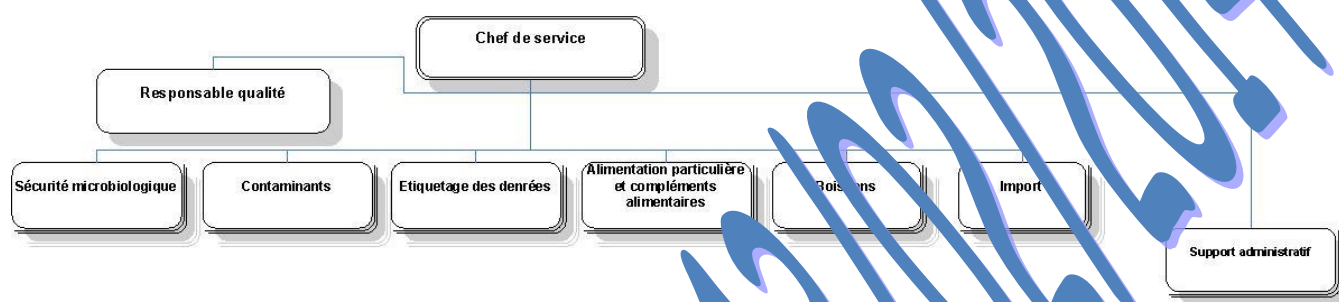 Chef de service
Responsable qualité
Sécurité microbiologique
Contaminants
Etiquetage des denrées
Alimentation particulière
et compléments
alimentaires
Import
Support administratif